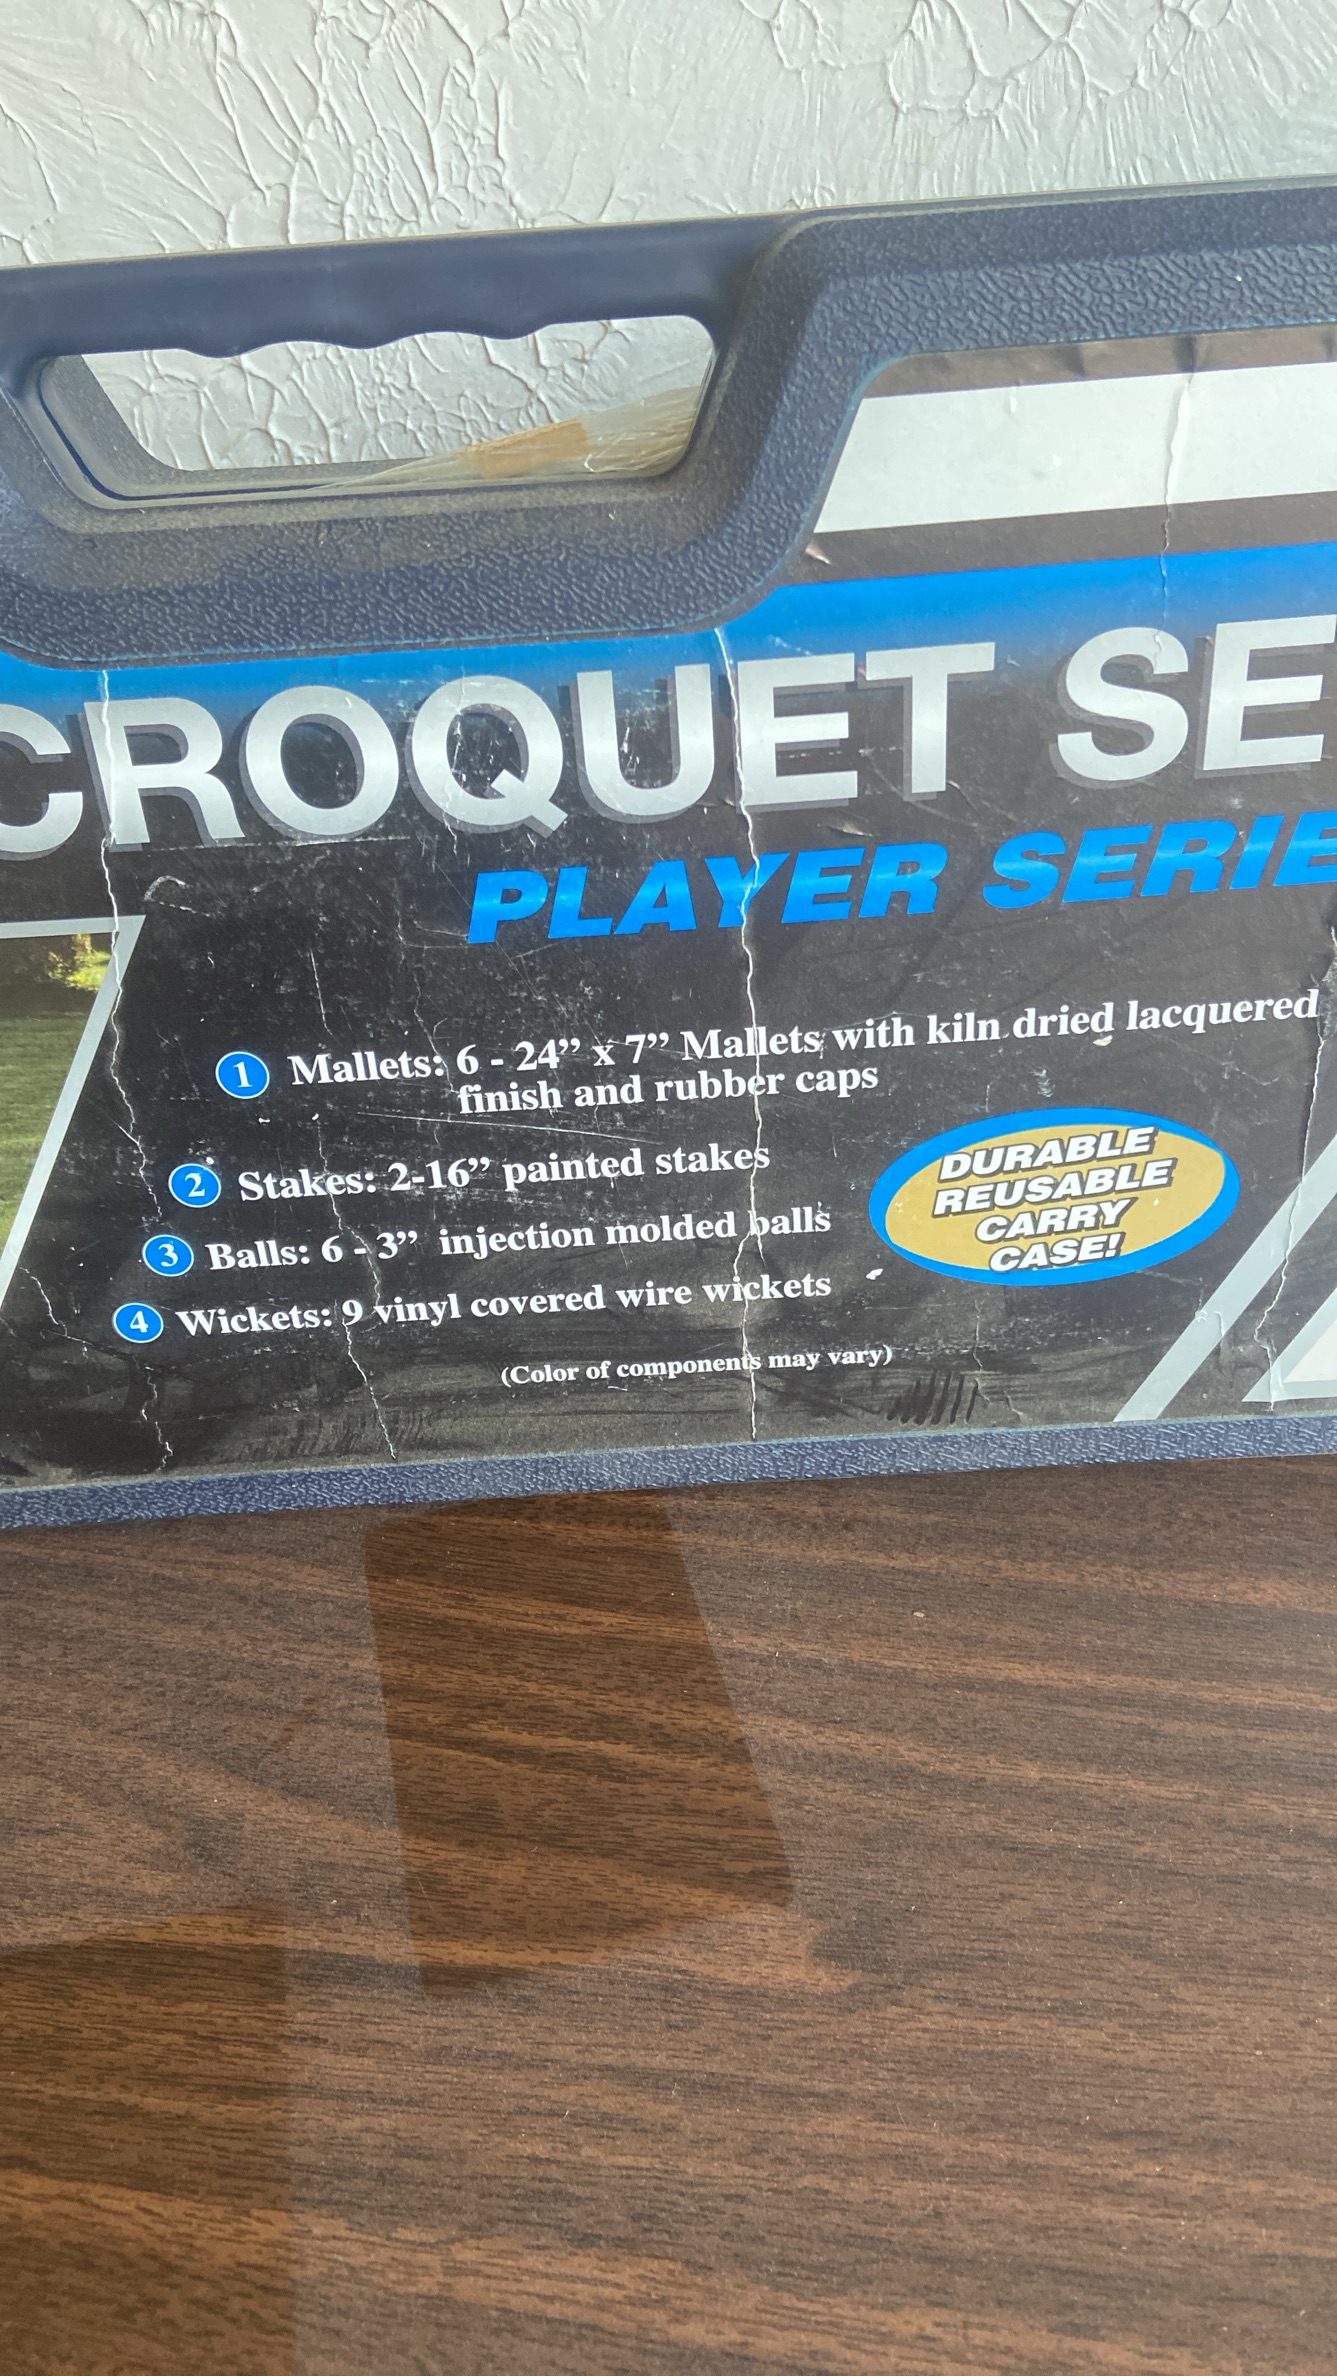 CROQUET SE
PLAYER SERIE
1 Mallets: 6 - 24” x 7” Mallets with kiln dried lacquered
finish and rubber caps
2 Stakes: 2-16” painted stakes
3 Balls: 6 - 3” injection molded balls
4 Wickets: 9 vinyl covered wire wickets
(Color of components may vary)
DURABLE
REUSABLE
CARRY
CASE!